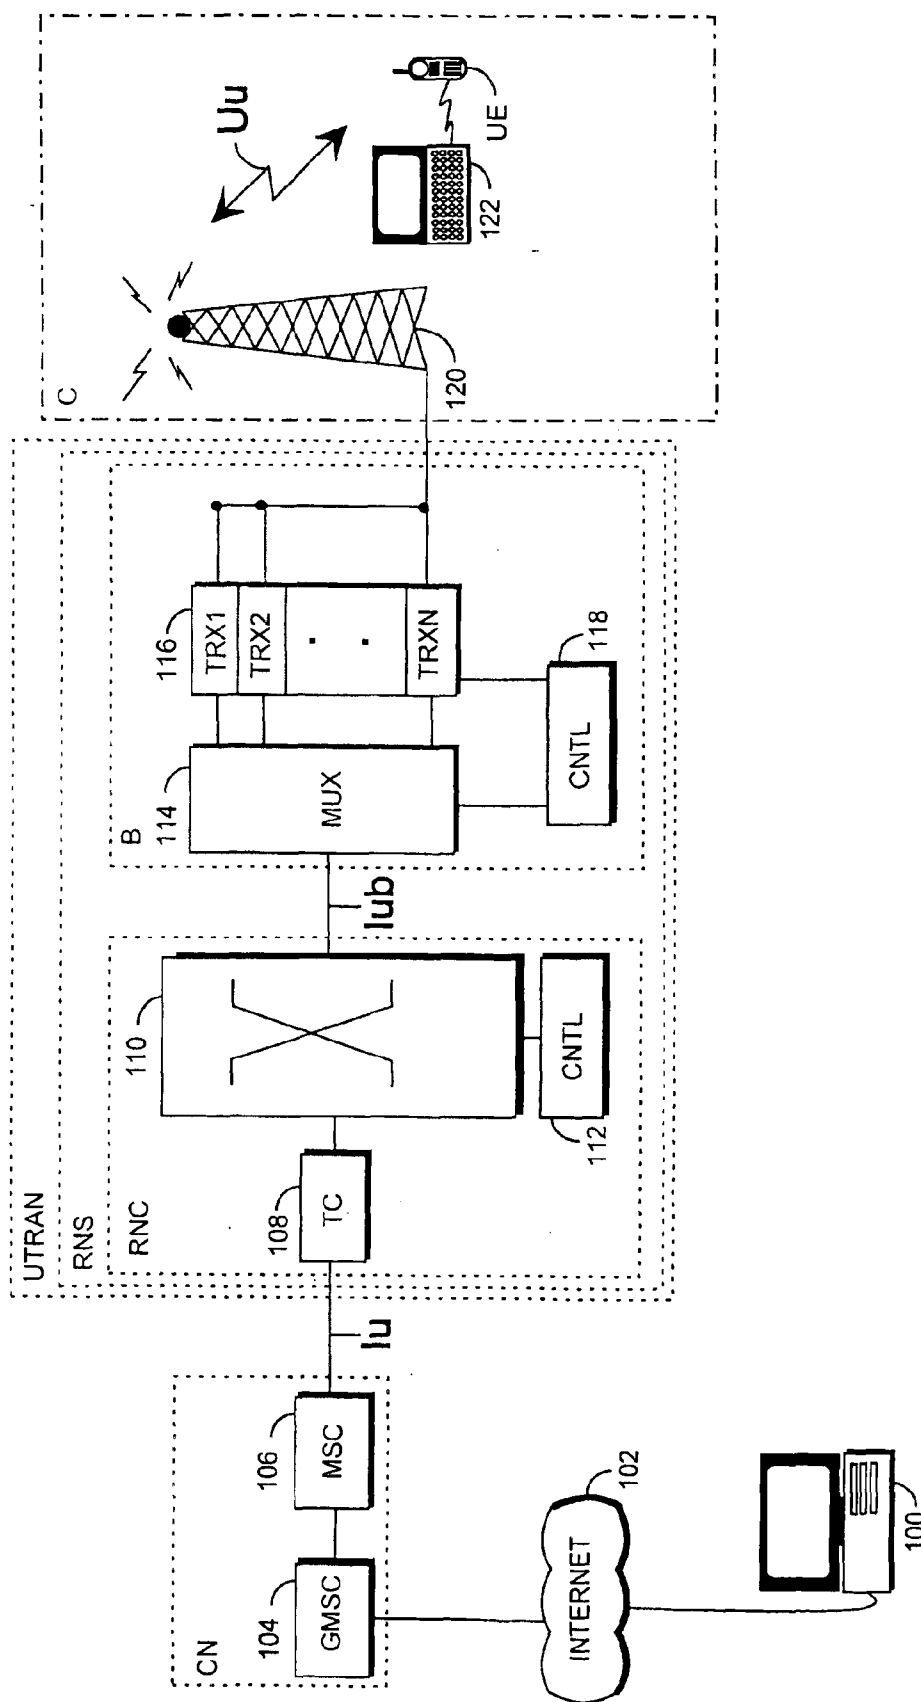 UTRAN
RNS
RNC
B
C
CN
GMSC
104
MSC
106
Iu
TC
108
110
CNTL
112
Iub
MUX
114
TRX1
TRX2
TRXN
116
CNTL
118
120
Uu
122
UE
INTERNET
102
100